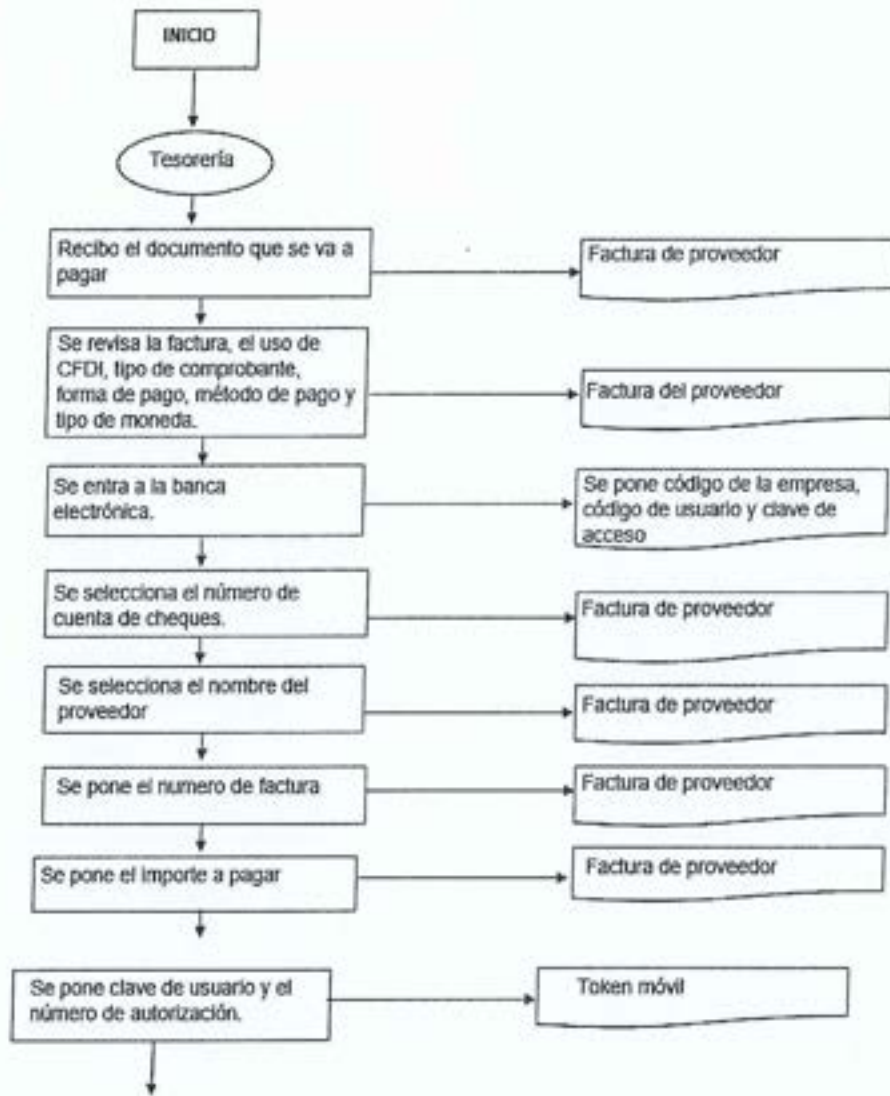 INICIO
Tesorería
Recibo el documento que se va a
pagar
Factura de proveedor
Se revisa la factura, el uso de
CFDI, tipo de comprobante,
forma de pago, método de pago y
tipo de moneda.
Factura del proveedor
Se entra a la banca
electrónica.
Se pone código de la empresa,
código de usuario y clave de
acceso
Se selecciona el número de
cuenta de cheques.
Factura de proveedor
Se selecciona el nombre del
proveedor
Factura de proveedor
Se pone el numero de factura
Factura de proveedor
Se pone el importe a pagar
Factura de proveedor
Se pone clave de usuario y el
número de autorización.
Token móvil